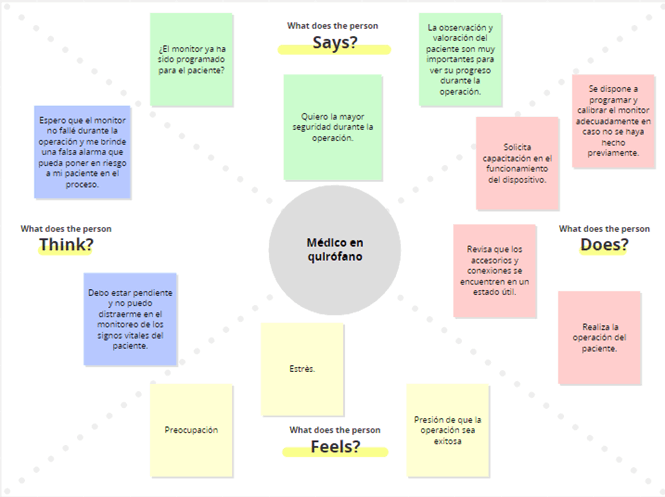 What does the person
Says?
¿El monitor ya ha
sido programado
para el paciente?
La observación y
valoración del
paciente son muy
importantes para
ver su progreso
durante la
operación.
Quiero la mayor
seguridad durante la
operación.
Se dispone a
programar y
calibrar el monitor
adecuadamente en
caso no se haya
hecho
previamente.
Espero que el monitor
no fallé durante la
operación y me brinde
una falsa alarma que
pueda poner en riesgo
a mi paciente en el
proceso.
Solicita
capacitación en el
funcionamiento
del dispositivo.
What does the person
Think?
Médico en
quirófano
What does the person
Does?
Revisa que los
accesorios y
conexiones se
encuentren en un
estado útil.
Debo estar pendiente
y no puedo
distraerme en el
monitoreo de los
signos vitales del
paciente.
Realiza la
operación del
paciente.
Estrès.
Preocupación
What does the person
Feels?
Presión de que la
operación sea
exitosa